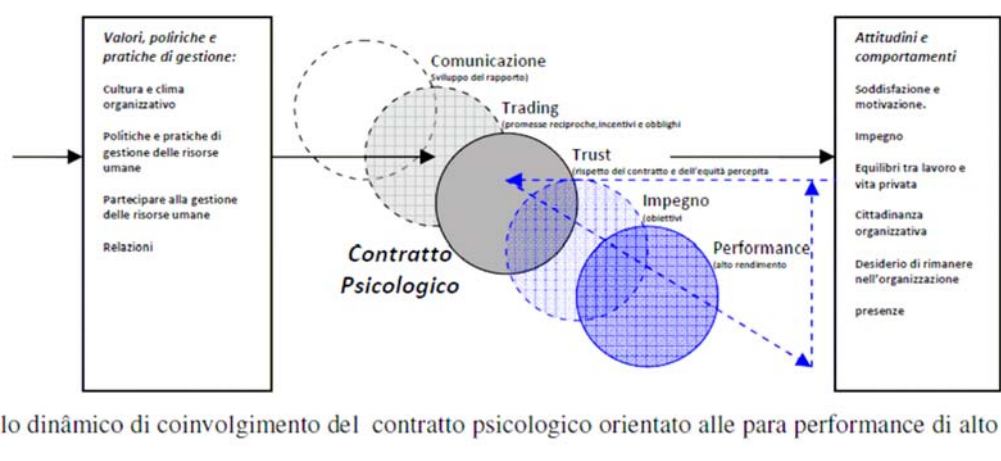 Valori, poliriche e
pratiche di gestione:
Cultura e clima
organizzativo
Politiche e pratiche di
gestione delle risorse
umane
Partecipare alla gestione
delle risorse umane
Relazioni
Comunicazione
Sviluppo del rapporto)
Trading
(promesse reciproche,incentivi e obblighi
Trust
(rispetto del contratto e dell'equità percepita
Impegno
(obiettivi
Performance
(alto rendimento
Contratto
Psicologico
Attitudini e
comportamenti
Soddisfazione e
motivazione.
Impegno
Equilibri tra lavoro e
vita privata
Cittadinanza
organizzativa
Desiderio di rimanere
nell'organizzazione
presenze
lo dinâmico di coinvolgimento del contratto psicologico orientato alle para performance di alto